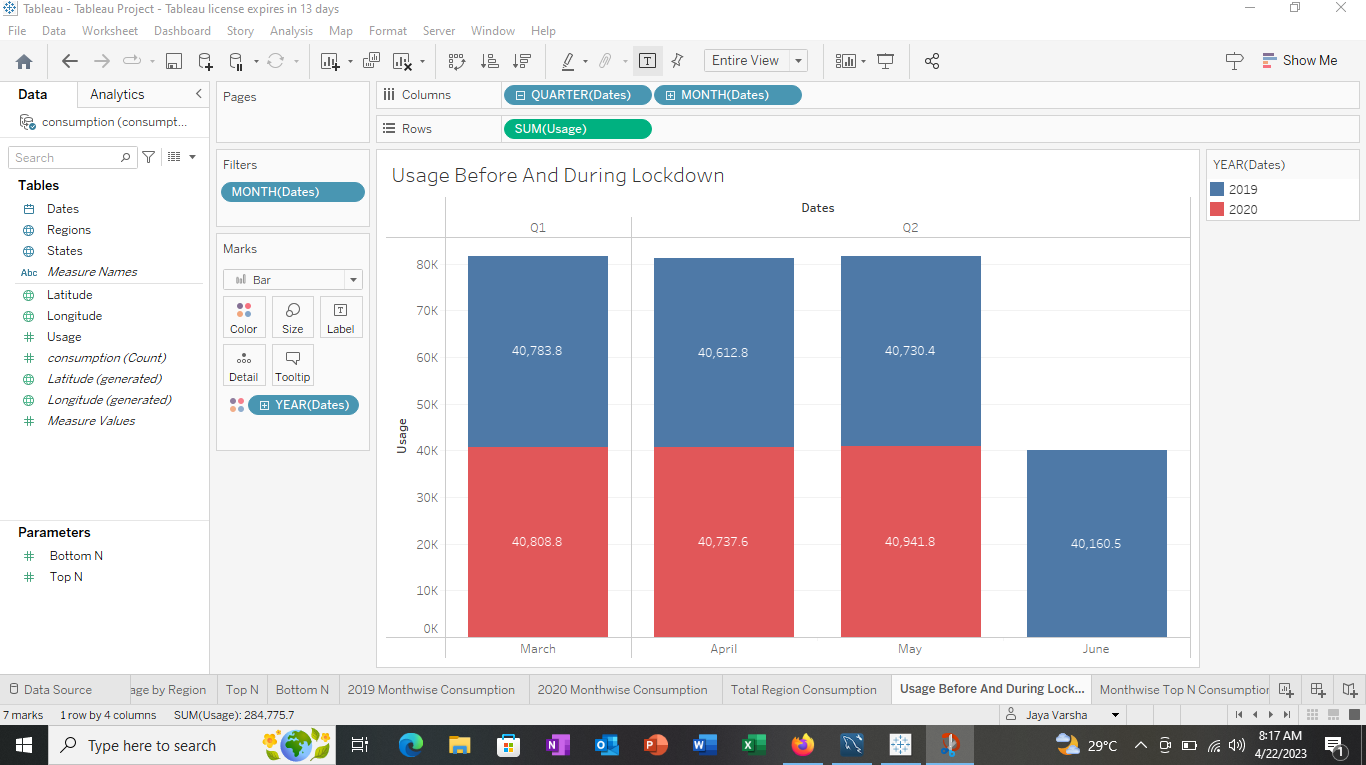 Tableau - Tableau Project - Tableau license expires in 13 days
File Data Worksheet Dashboard Story Analysis Map Format Server Window Help
Entire View
Show Me
Data Analytics
consumption (consumpt...
Search
Tables
Dates
Regions
States
Abc Measure Names
Latitude
Longitude
Usage
consumption (Count)
Latitude (generated)
Longitude (generated)
Measure Values
Parameters
Bottom N
Top N
Pages
Filters
MONTH(Dates)
Marks
Bar
Color Size Label
Detail Tooltip
YEAR(Dates)
Columns QUARTER(Dates) MONTH(Dates)
Rows SUM(Usage)
Usage Before And During Lockdown
Dates
Q1 Q2
Usage
80K
70K
60K
50K
40K
30K
20K
10K
0K
40,783.8 40,612.8 40,730.4
40,808.8 40,737.6 40,941.8 40,160.5
March April May June
YEAR(Dates)
2019
2020
Data Source age by Region Top N Bottom N 2019 Monthwise Consumption 2020 Monthwise Consumption Total Region Consumption Usage Before And During Lock... Monthwise Top N Consumption
7 marks 1 row by 4 columns SUM(Usage): 284,775.7 Jaya Varsha
Type here to search
29°C
8:17 AM
4/22/2023
1